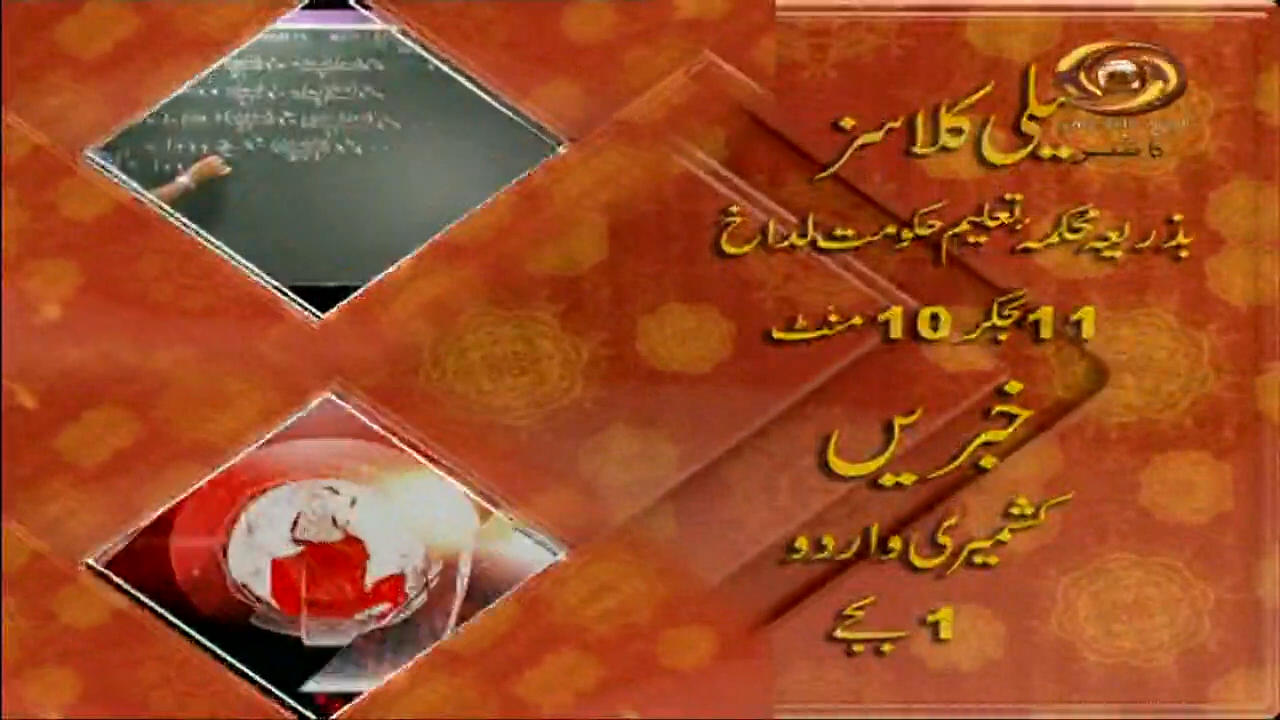 ٹیلی کلاسز
بذریعہ محکمہ تعلیم حکومت لداخ
11 بجکر 10 منٹ
خبریں
کشمیری و اردو
1 بجے